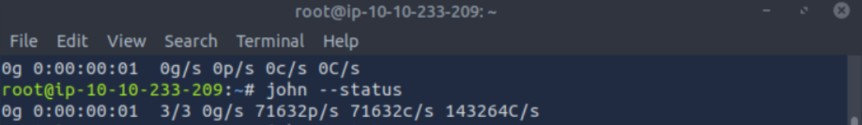 root@ip-10-10-233-209: ~
File Edit View Search Terminal Help
0g 0:00:00:01  0g/s 0p/s 0c/s 0C/s
root@ip-10-10-233-209:~# john --status
0g 0:00:00:01  3/3 0g/s 71632p/s 71632c/s 143264C/s